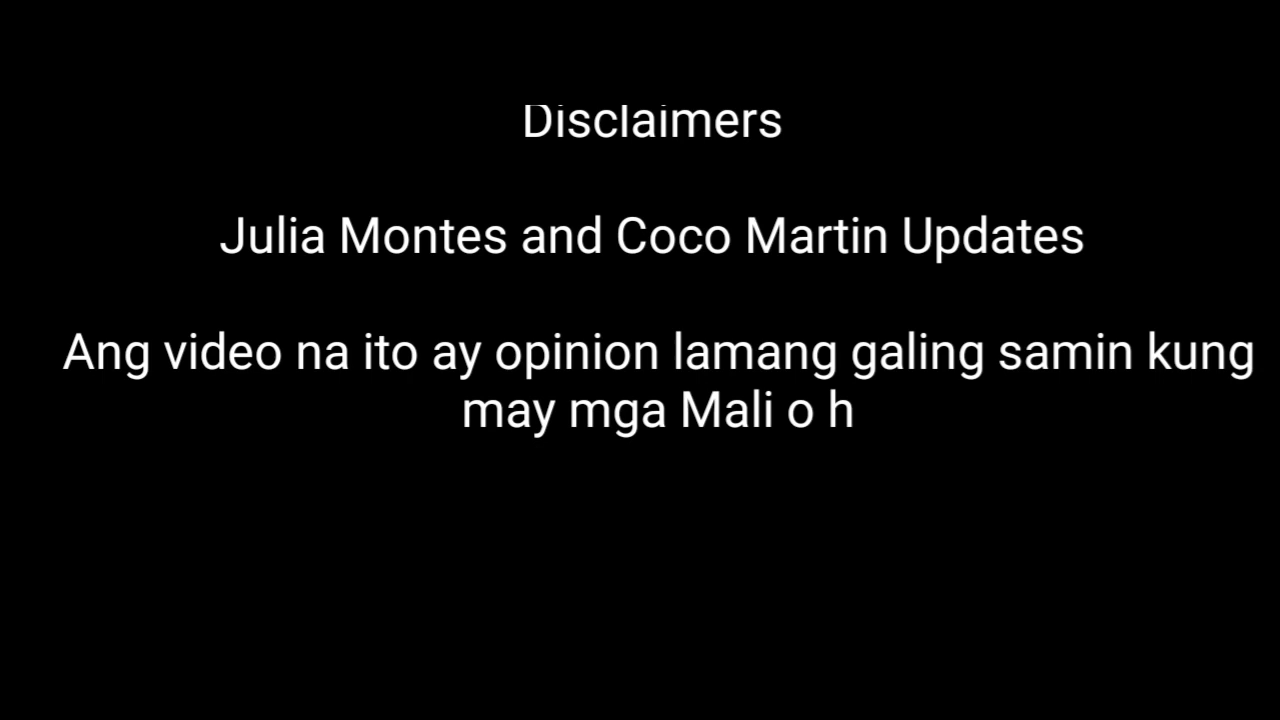 Disclaimers
Julia Montes and Coco Martin Updates
Ang video na ito ay opinion lamang galing samin kung
may mga Mali o h